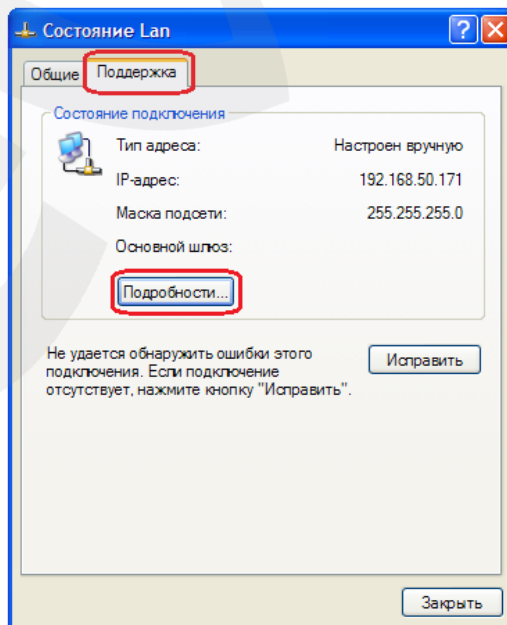 Состояние Lan
Общие Поддержка
Состояние подключения
Тип адреса: Настроен вручную
IP-адрес: 192.168.50.171
Маска подсети: 255.255.255.0
Основной шлюз:
Подробности...
Не удается обнаружить ошибки этого
подключения. Если подключение
отсутствует, нажмите кнопку "Исправить".
Исправить
Закрыть